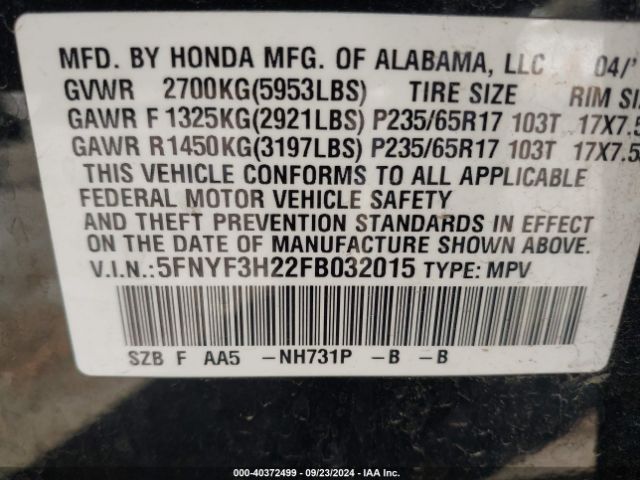 MFD. BY HONDA MFG. OF ALABAMA, LLC 04/'
GVWR 2700KG(5953LBS) TIRE SIZE RIM SI
GAWR F 1325KG(2921LBS) P235/65R17 103T 17X7.5
GAWR R1450KG(3197LBS) P235/65R17 103T 17X7.5
THIS VEHICLE CONFORMS TO ALL APPLICABLE
FEDERAL MOTOR VEHICLE SAFETY
AND THEFT PREVENTION STANDARDS IN EFFECT
ON THE DATE OF MANUFACTURE SHOWN ABOVE.
V.I.N.:5FNYF3H22FB032015 TYPE: MPV
SZB F AA5 -NH731P -B -B
000-40372499 - 09/23/2024 - IAA Inc.